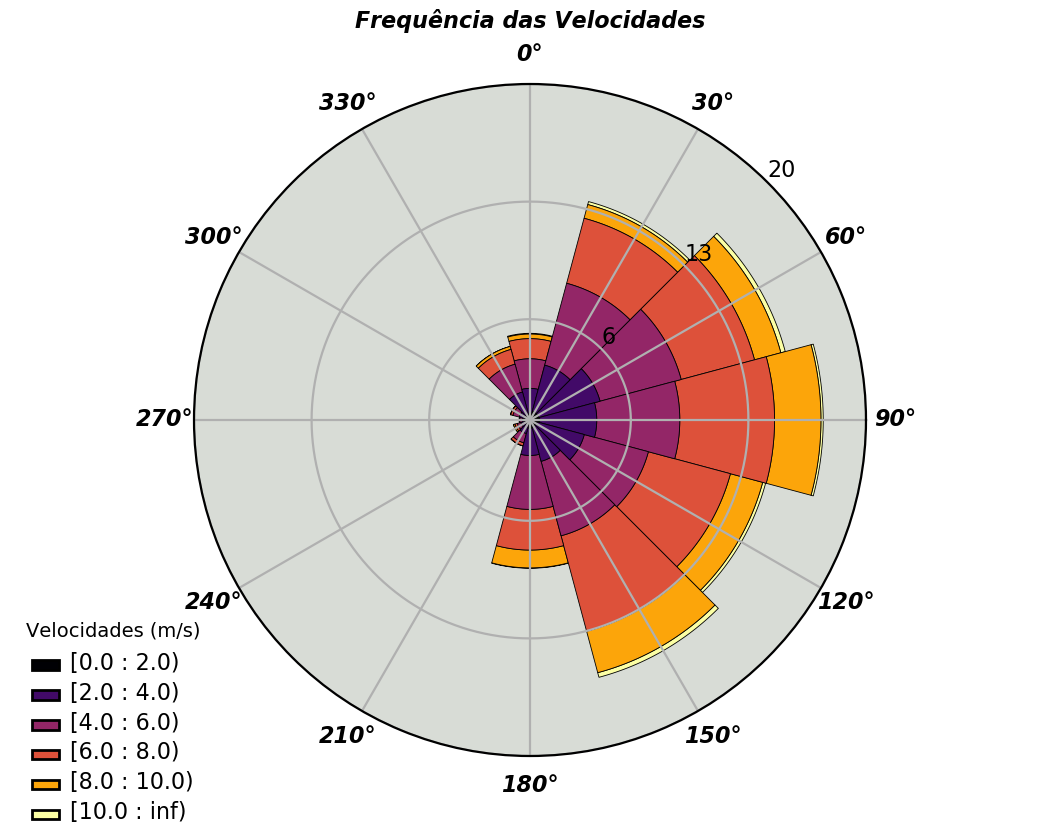 Frequência das Velocidades
0°
330°
30°
20
300°
60°
13
6
270°
90°
240°
120°
210°
150°
180°
Velocidades (m/s)
[0.0 : 2.0)
[2.0 : 4.0)
[4.0 : 6.0)
[6.0 : 8.0)
[8.0 : 10.0)
[10.0 : inf)